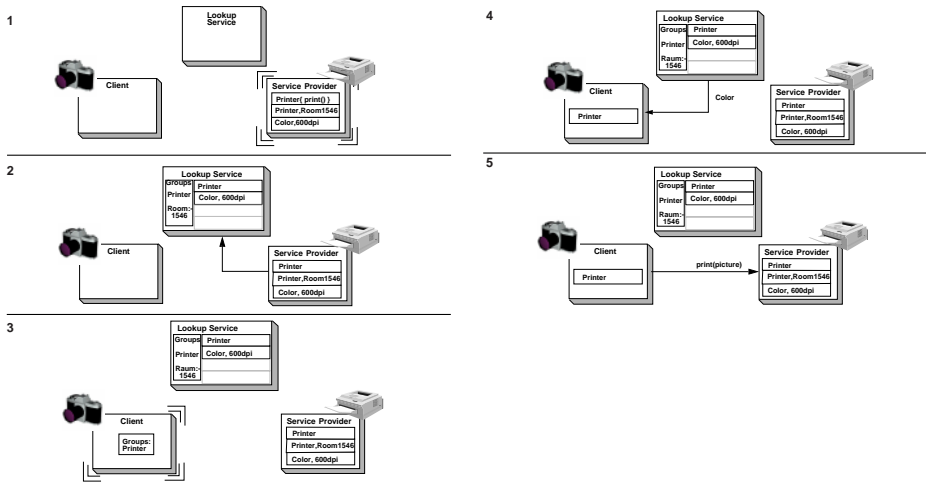 1
Lookup
Service
Client
Service Provider
Printer{ print() }
Printer,Room1546
Color,600dpi
2
Lookup Service
Groups
Printer
Printer
Color, 600dpi
Room:-
1546
Client
Service Provider
Printer
Printer,Room1546
Color, 600dpi
3
Lookup Service
Groups
Printer
Printer
Color, 600dpi
Raum:-
1546
Client
Groups:
Printer
Service Provider
Printer
Printer,Room1546
Color, 600dpi
4
Lookup Service
Groups
Printer
Printer
Color, 600dpi
Raum:-
1546
Client
Printer
Color
Service Provider
Printer
Printer,Room1546
Color, 600dpi
5
Lookup Service
Groups
Printer
Printer
Color, 600dpi
Raum:-
1546
Client
Printer
print(picture)
Service Provider
Printer
Printer,Room1546
Color, 600dpi